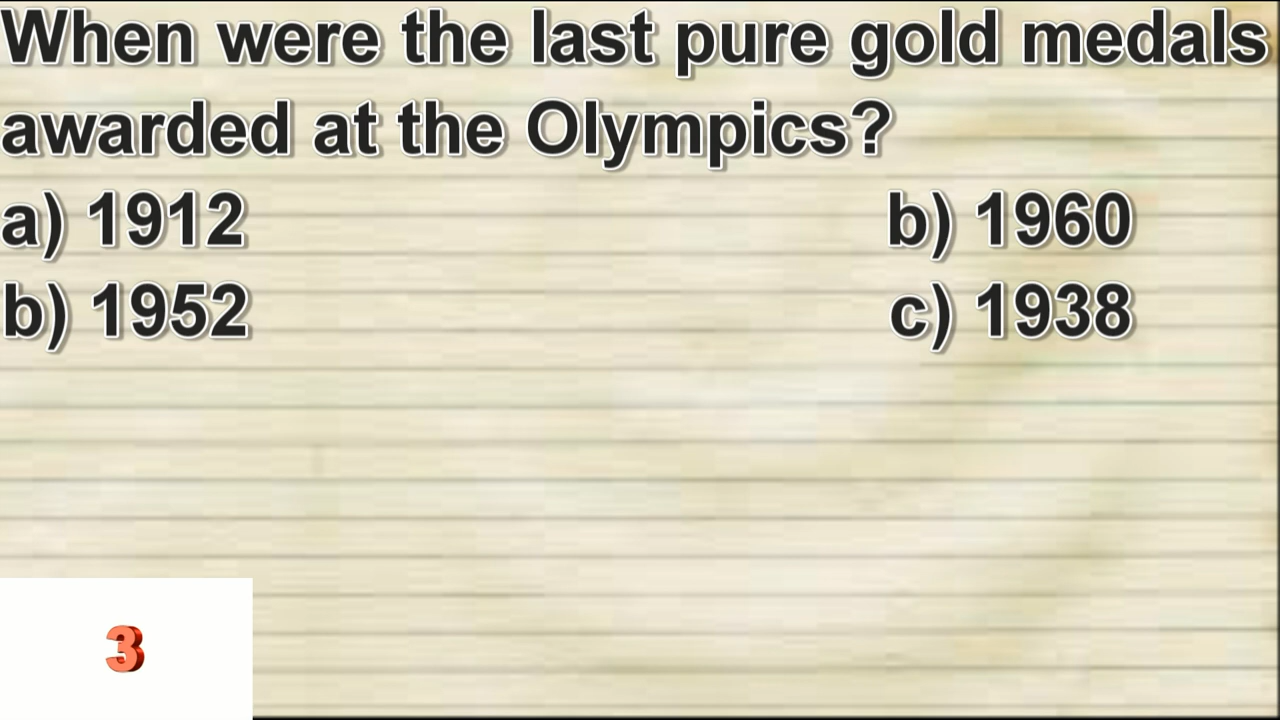 When were the last pure gold medals
awarded at the Olympics?
a) 1912 b) 1960
b) 1952 c) 1938
3